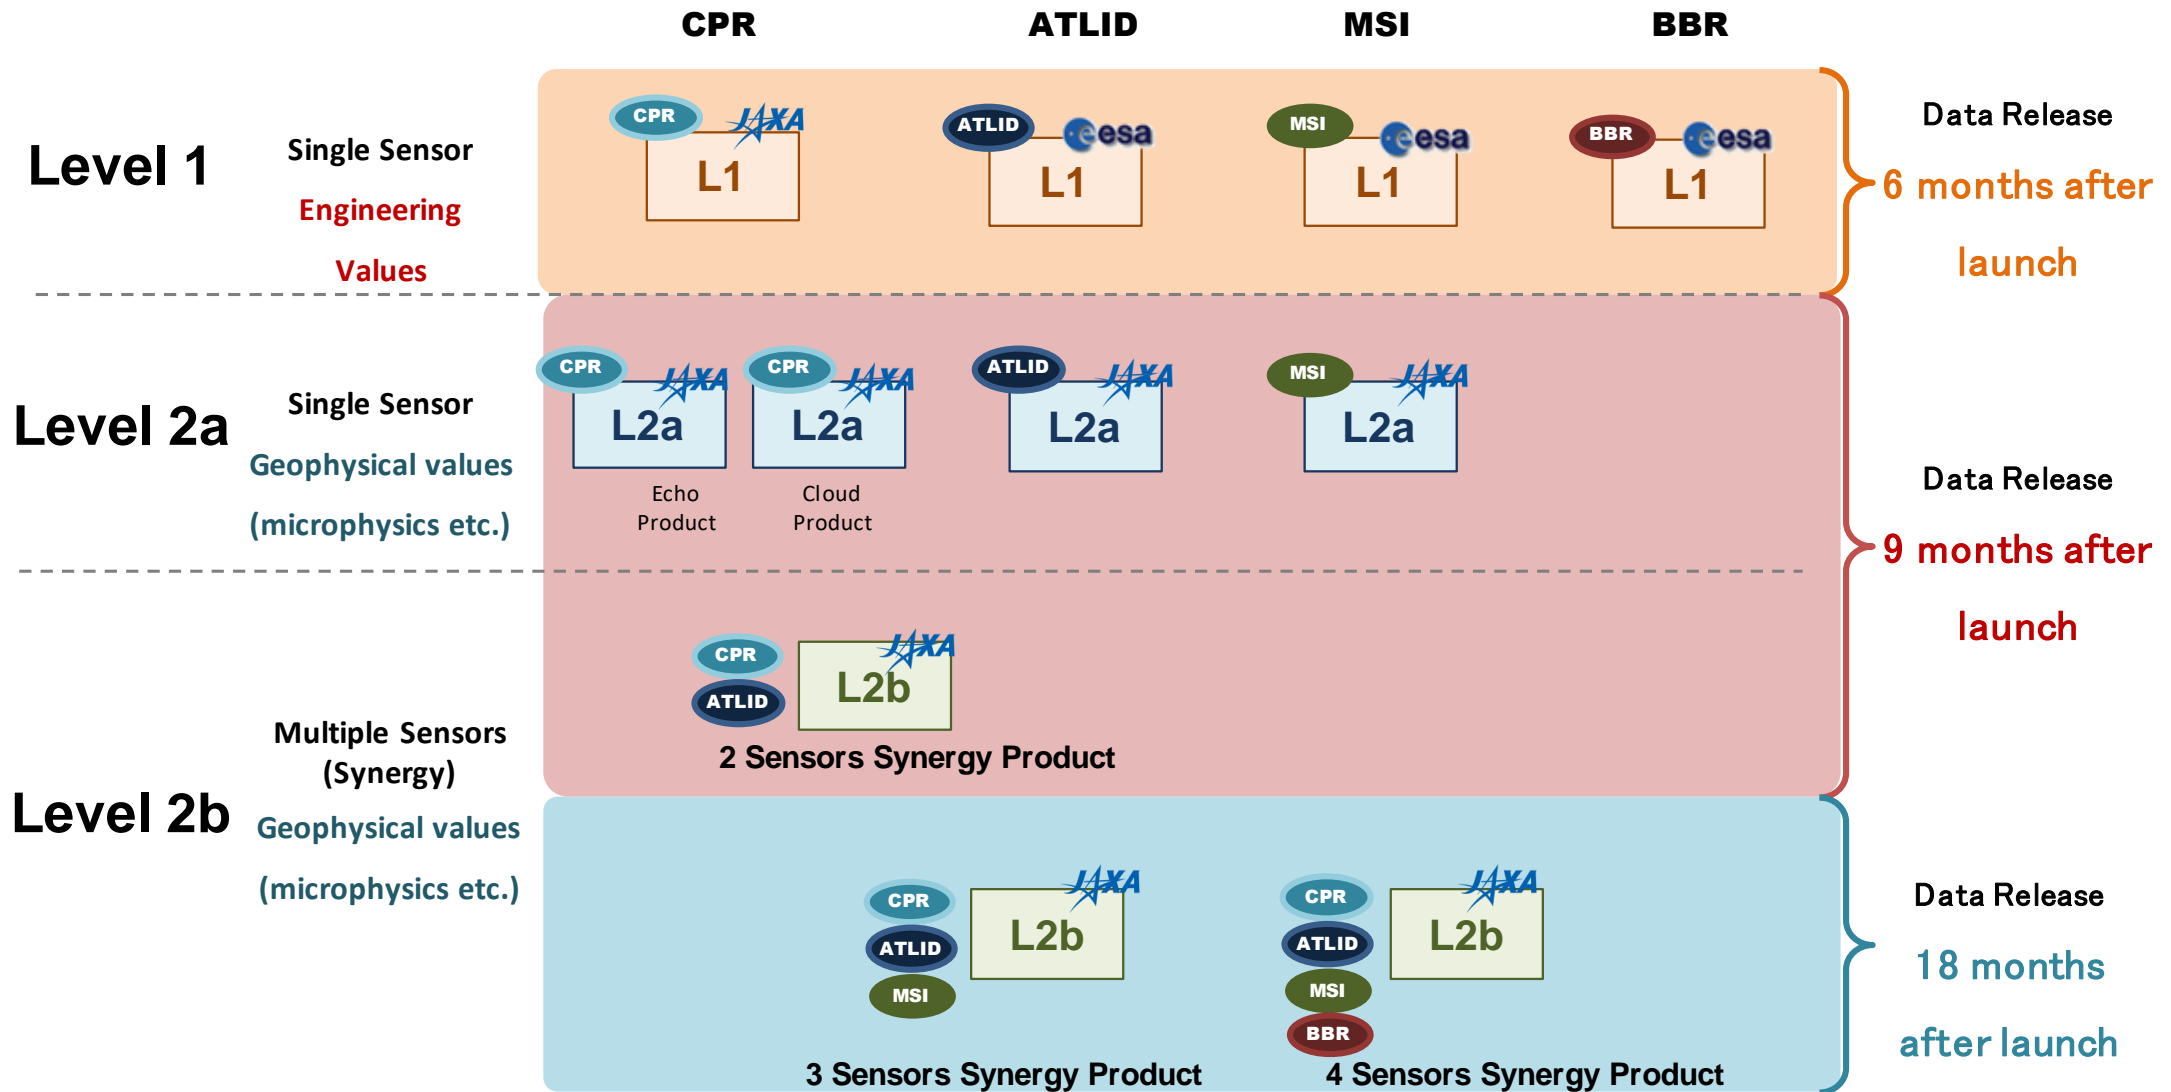 CPR ATLID MSI BBR
Level 1
Single Sensor
Engineering
Values
CPR JAXA
L1
ATLID esa
L1
MSI esa
L1
BBR esa
L1
Data Release
6 months after
launch
Level 2a
Single Sensor
Geophysical values
(microphysics etc.)
CPR JAXA
L2a
Echo
Product
CPR JAXA
L2a
Cloud
Product
ATLID JAXA
L2a
MSI JAXA
L2a
Data Release
9 months after
launch
Level 2b
Multiple Sensors
(Synergy)
Geophysical values
(microphysics etc.)
CPR
ATLID
JAXA
L2b
2 Sensors Synergy Product
CPR
ATLID
MSI
JAXA
L2b
3 Sensors Synergy Product
CPR
ATLID
MSI
BBR
JAXA
L2b
4 Sensors Synergy Product
Data Release
18 months
after launch